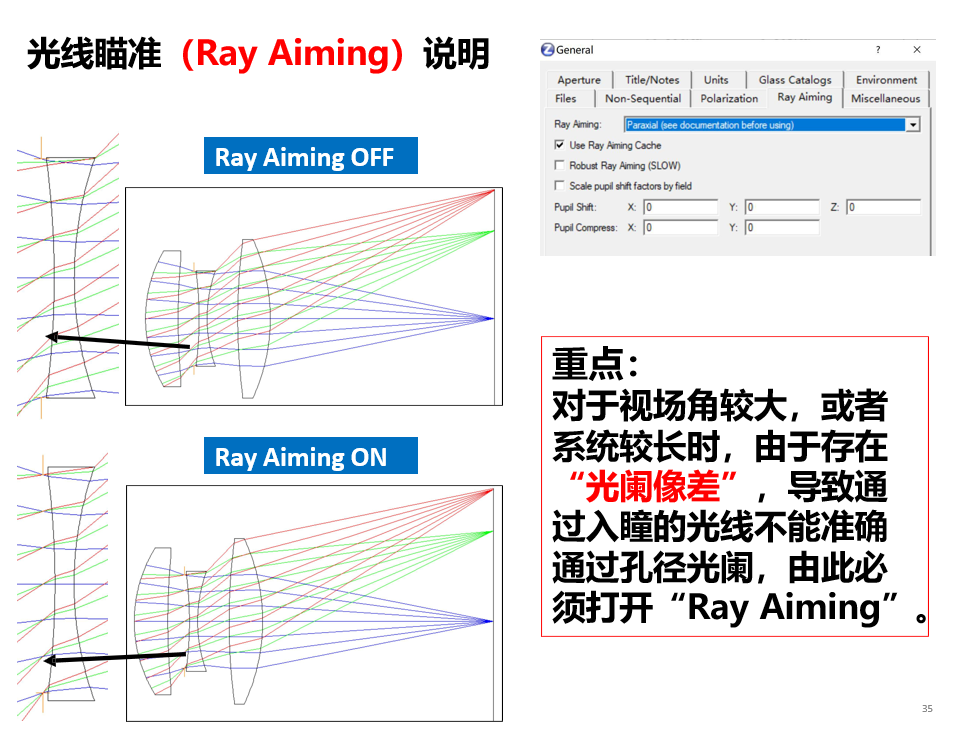 光线瞄准（Ray Aiming）说明
Ray Aiming OFF
Ray Aiming ON
General
? ×
Aperture Title/Notes Units Glass Catalogs Environment
Files Non-Sequential Polarization Ray Aiming Miscellaneous
Ray Aiming: Paraxial (see documentation before using)
Use Ray Aiming Cache
Robust Ray Aiming (SLOW)
Scale pupil shift factors by field
Pupil Shift: X: 0 Y: 0 Z: 0
Pupil Compress: X: 0 Y: 0
重点：
对于视场角较大，或者
系统较长时，由于存在
“光阑像差”，导致通
过入瞳的光线不能准确
通过孔径光阑，由此必
须打开“Ray Aiming”。
35